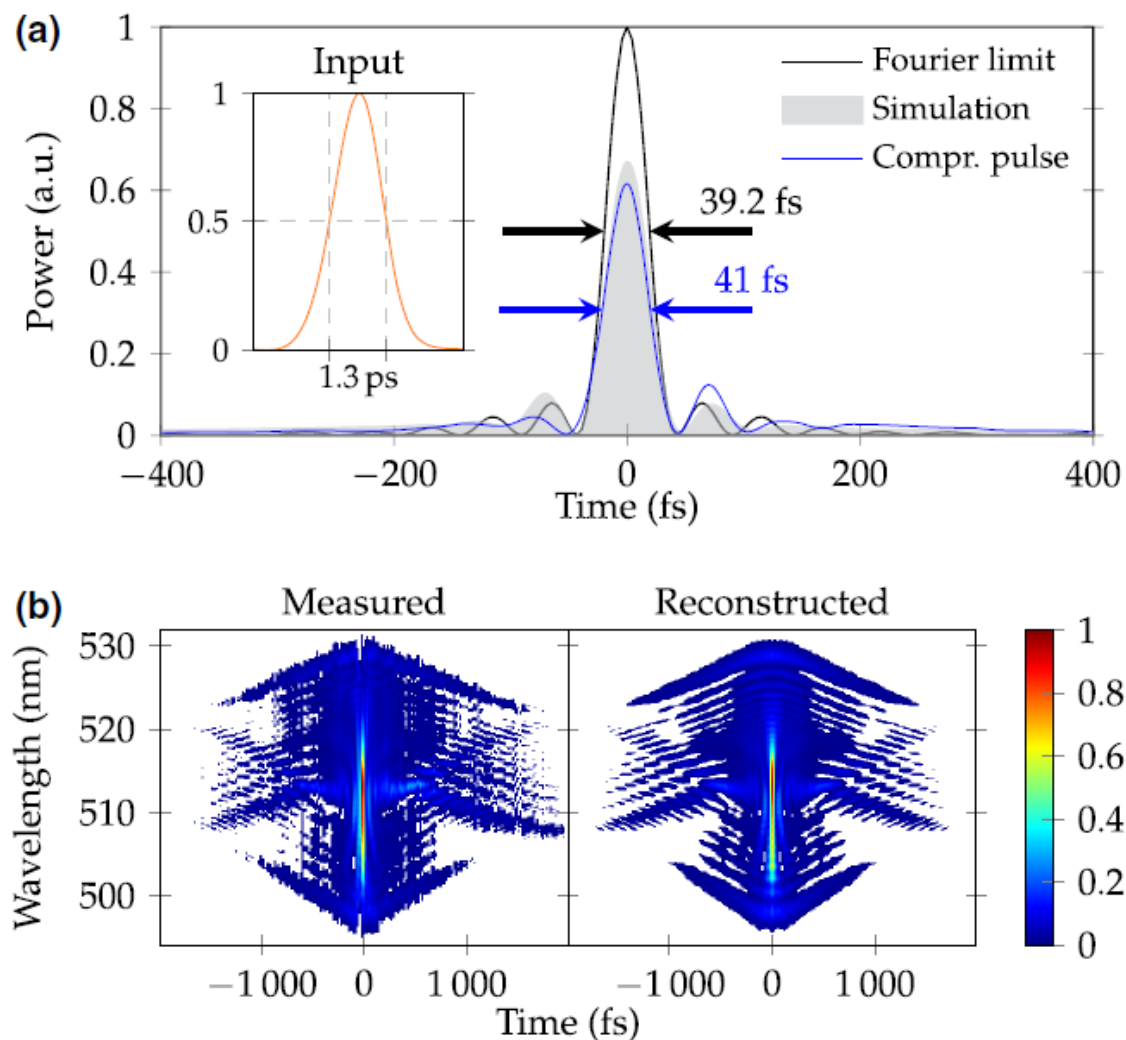 (a)
Power (a.u.)
1
0.8
0.6
0.4
0.2
0
Input
1
0.5
0
1.3 ps
Fourier limit
Simulation
Compr. pulse
39.2 fs
41 fs
−400
−200
0
200
400
Time (fs)
(b)
Measured
Reconstructed
Wavelength (nm)
530
520
510
500
−1 000
0
1 000
−1 000
0
1 000
Time (fs)
1
0.8
0.6
0.4
0.2
0